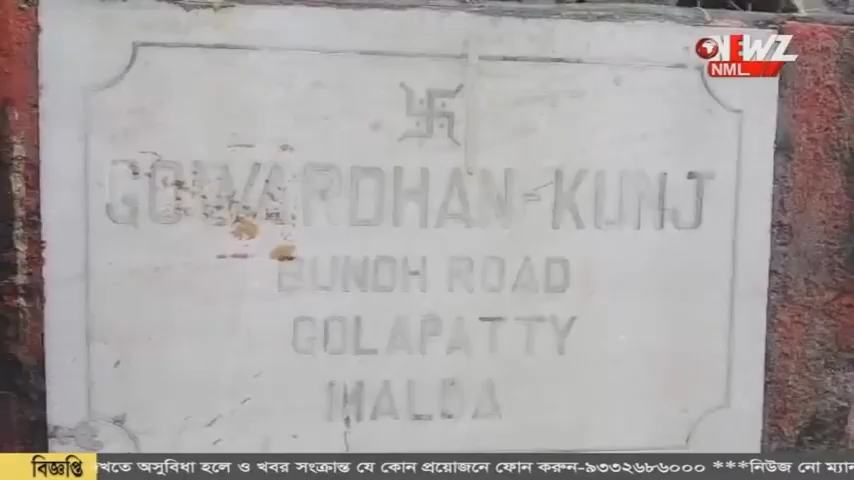 NEWZ
NML
GOWARDHAN-KUNJ
BUNDH ROAD
GOLAPATTY
MALDA
বিজ্ঞপ্তি
খতে অসুবিধা হলে ও খবর সংক্রান্ত যে কোন প্রয়োজনে ফোন করুন-৯৩৩২৬৮৬০০০ ***নিউজ নো ম্যান